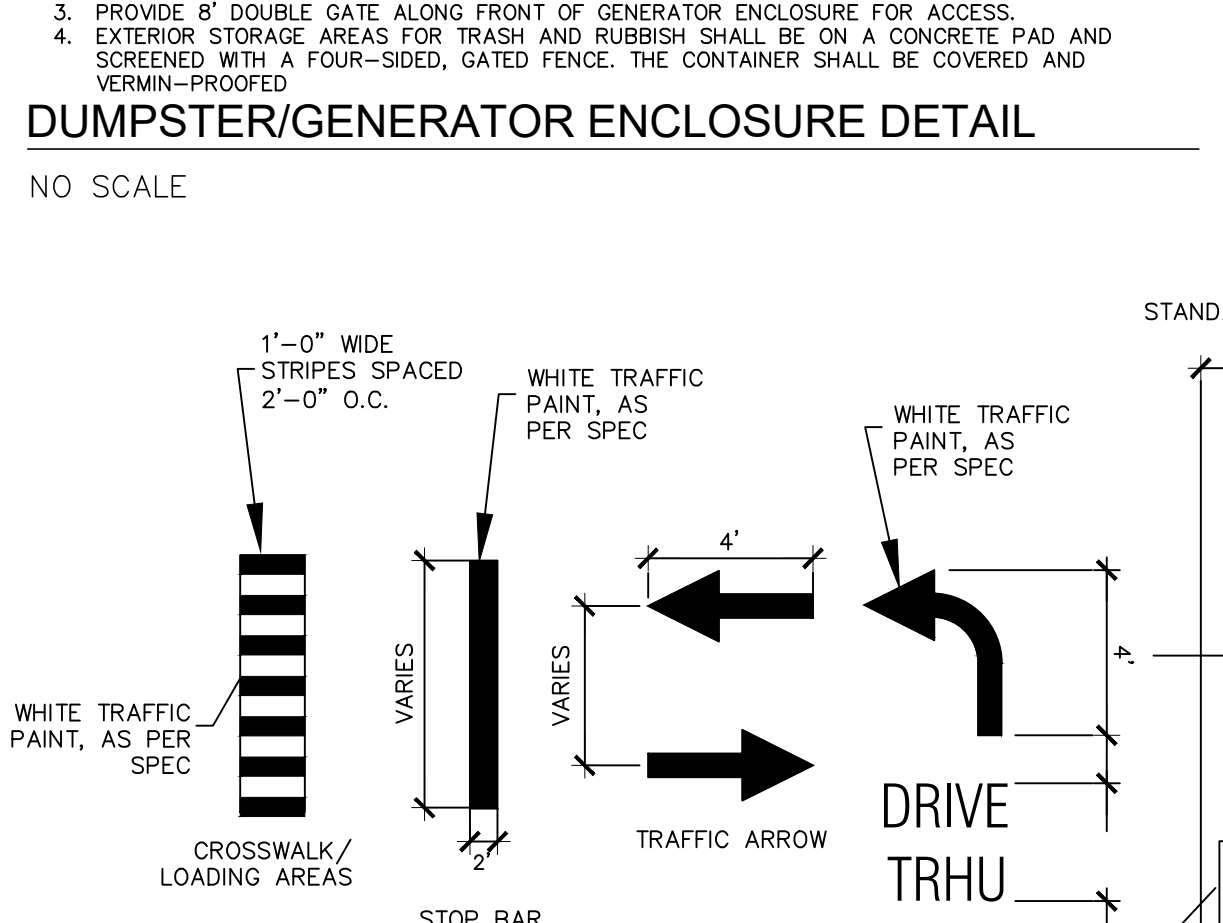 3. PROVIDE 8' DOUBLE GATE ALONG FRONT OF GENERATOR ENCLOSURE FOR ACCESS.
4. EXTERIOR STORAGE AREAS FOR TRASH AND RUBBISH SHALL BE ON A CONCRETE PAD AND
SCREENED WITH A FOUR-SIDED, GATED FENCE. THE CONTAINER SHALL BE COVERED AND
VERMIN-PROOFED
DUMPSTER/GENERATOR ENCLOSURE DETAIL
NO SCALE
1'-0" WIDE
STRIPES SPACED
2'-0" O.C.
WHITE TRAFFIC
PAINT, AS PER
SPEC
CROSSWALK/
LOADING AREAS
WHITE TRAFFIC
PAINT, AS
PER SPEC
VARIES
2'
STOP BAR
4'
VARIES
TRAFFIC ARROW
WHITE TRAFFIC
PAINT, AS
PER SPEC
4'
DRIVE
TRHU